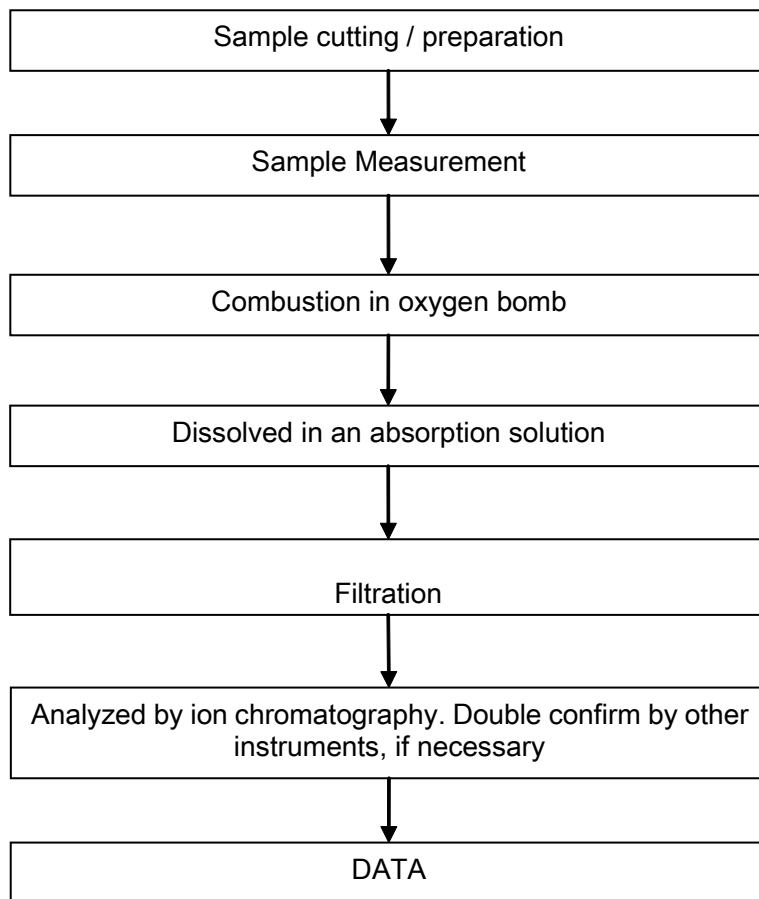 Sample cutting / preparation
Sample Measurement
Combustion in oxygen bomb
Dissolved in an absorption solution
Filtration
Analyzed by ion chromatography. Double confirm by other
instruments, if necessary
DATA